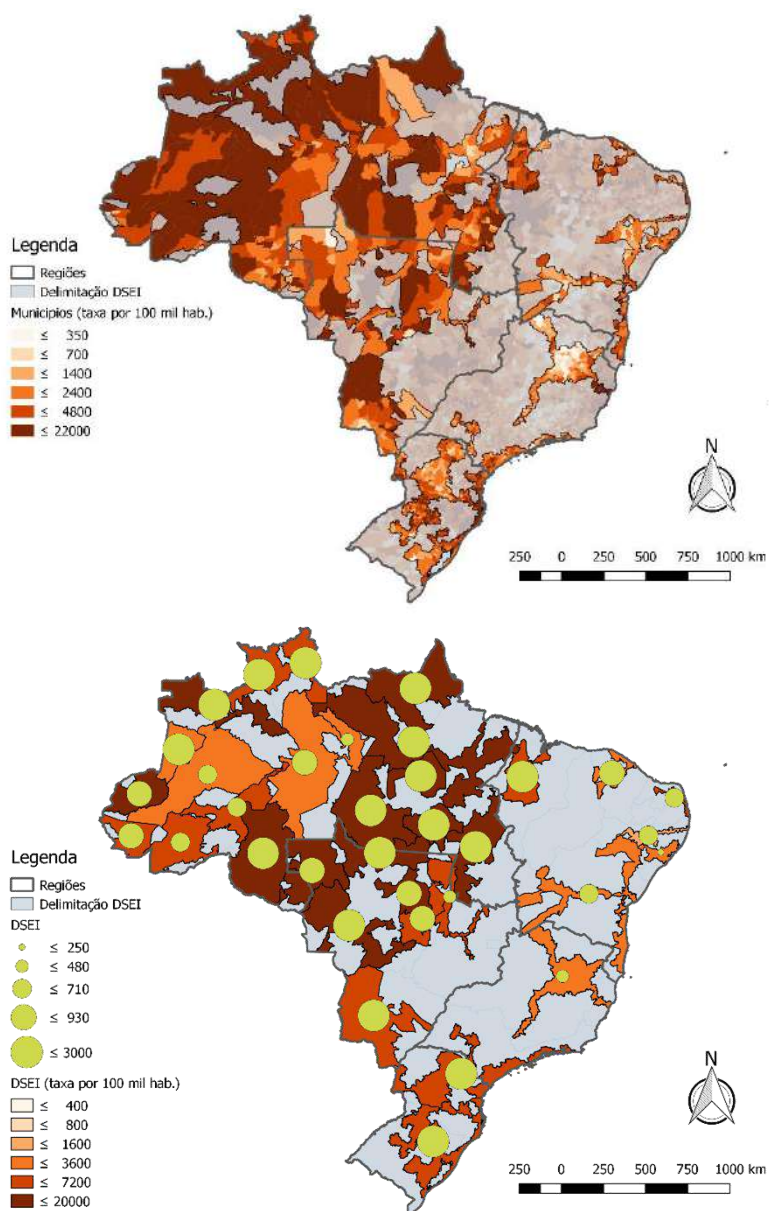 Legenda
Regiões
Delimitação DSEI
Municípios (taxa por 100 mil hab.)
≤ 350
≤ 700
≤ 1400
≤ 2400
≤ 4800
≤ 22000
N
250 0 250 500 750 1000 km
Legenda
Regiões
Delimitação DSEI
DSEI
≤ 250
≤ 480
≤ 710
≤ 930
≤ 3000
DSEI (taxa por 100 mil hab.)
≤ 400
≤ 800
≤ 1600
≤ 3600
≤ 7200
≤ 20000
N
250 0 250 500 750 1000 km